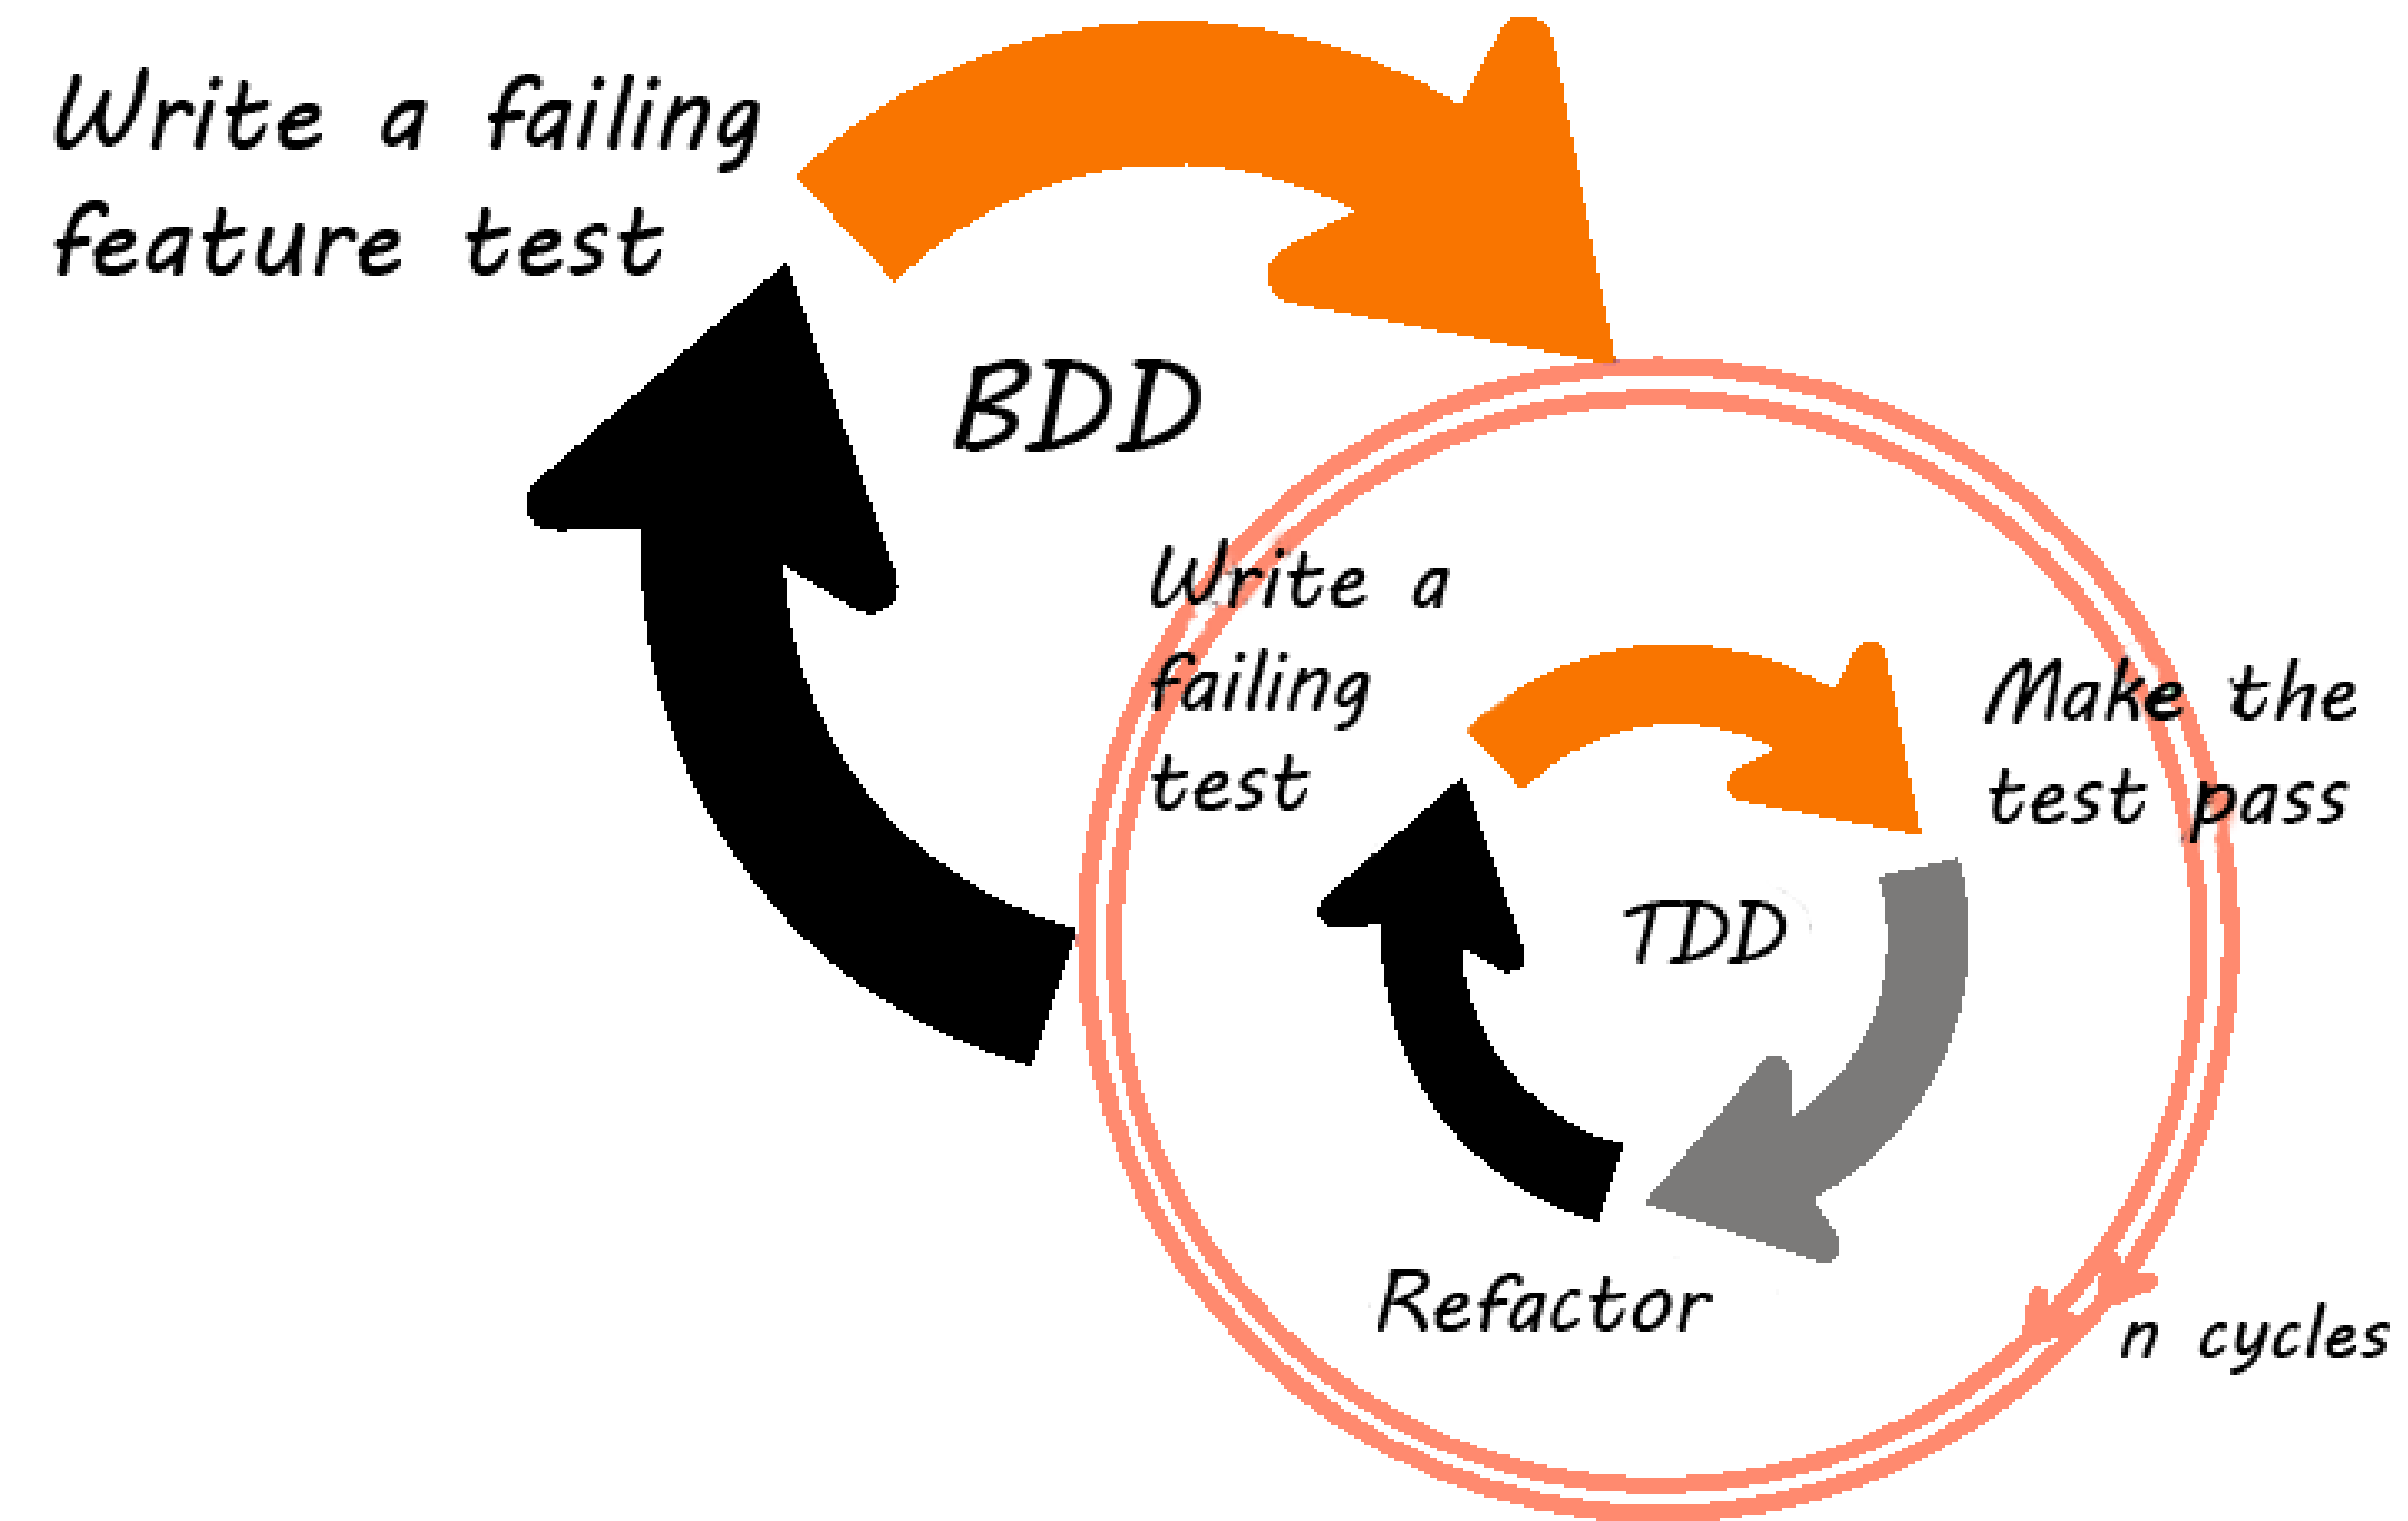 Write a failing
feature test
BDD
Write a
failing
test
Make the
test pass
TDD
Refactor
n cycles